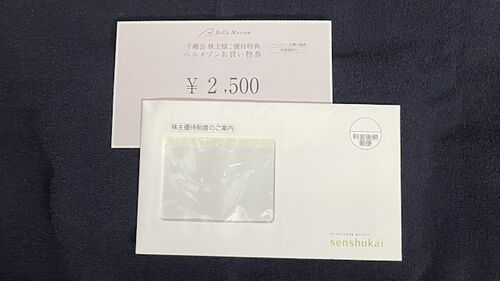 Belle Maison
千趣会 株主様ご優待特典
ベルメゾンお買い物券
¥ 2,500
株主優待制度のご案内
料金後納
郵便
senshukai